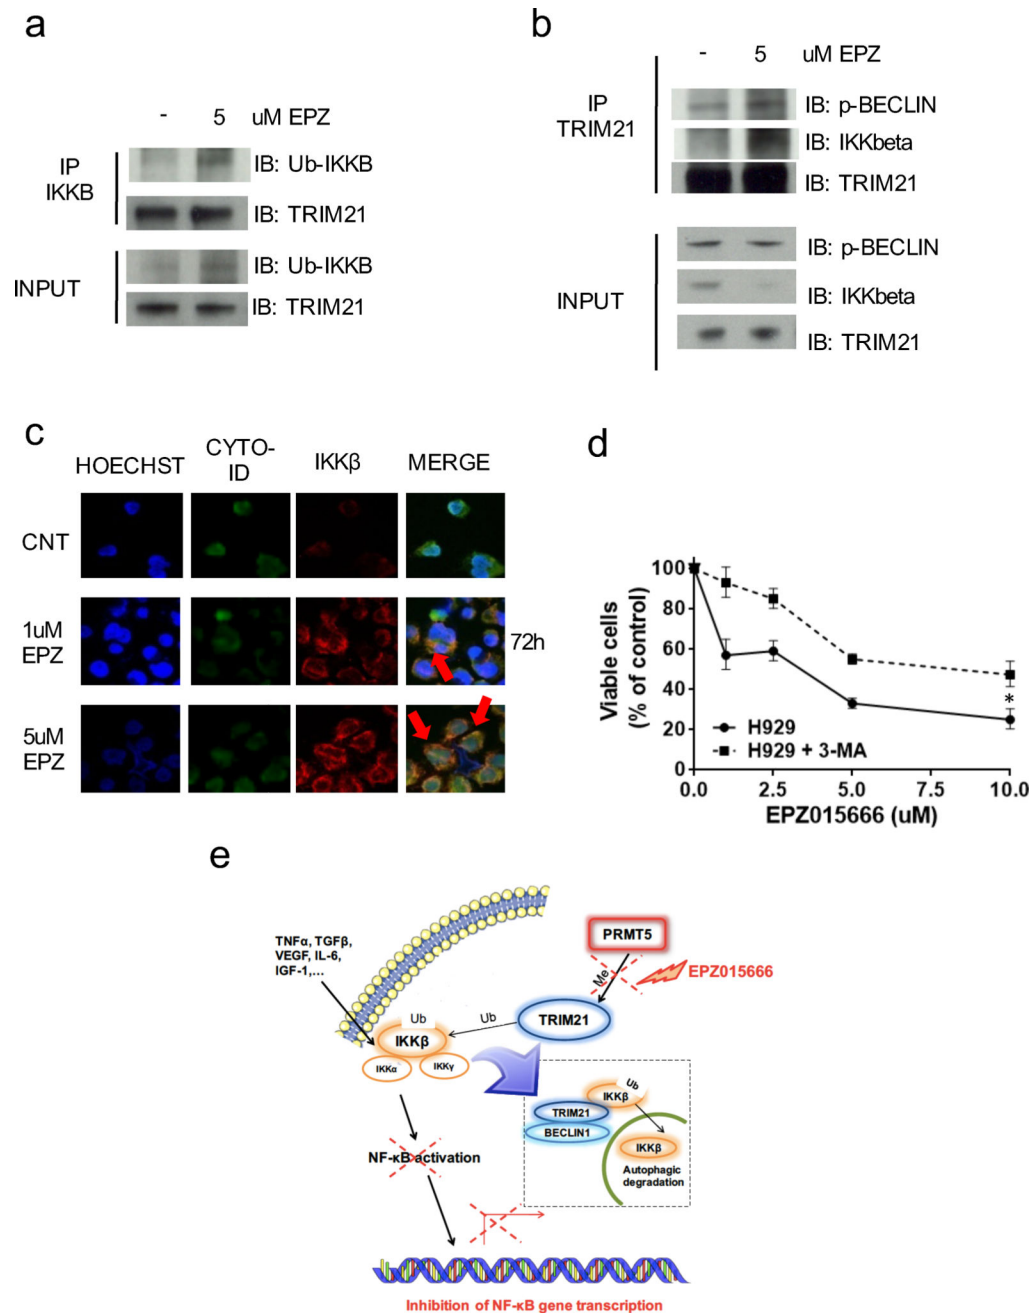 a
- 5 uM EPZ
IP
IKKB
IB: Ub-IKKB
IB: TRIM21
INPUT
IB: Ub-IKKB
IB: TRIM21
b
- 5 uM EPZ
IP
TRIM21
IB: p-BECLIN
IB: IKKbeta
IB: TRIM21
INPUT
IB: p-BECLIN
IB: IKKbeta
IB: TRIM21
c
HOECHST
CYTO-
ID
IKKβ
MERGE
CNT
1uM
EPZ
72h
5uM
EPZ
d
Viable cells
(% of control)
100
80
60
40
20
0
*
H929
H929 + 3-MA
0.0 2.5 5.0 7.5 10.0
EPZ015666 (uM)
e
TNFα, TGFβ,
VEGF, IL-6,
IGF-1,...
PRMT5
Me
EPZ015666
TRIM21
Ub
Ub
IKKβ
IKKα
IKKγ
Ub
IKKβ
TRIM21
BECLIN1
IKKβ
Autophagic
degradation
NF-κB activation
Inhibition of NF-κB gene transcription